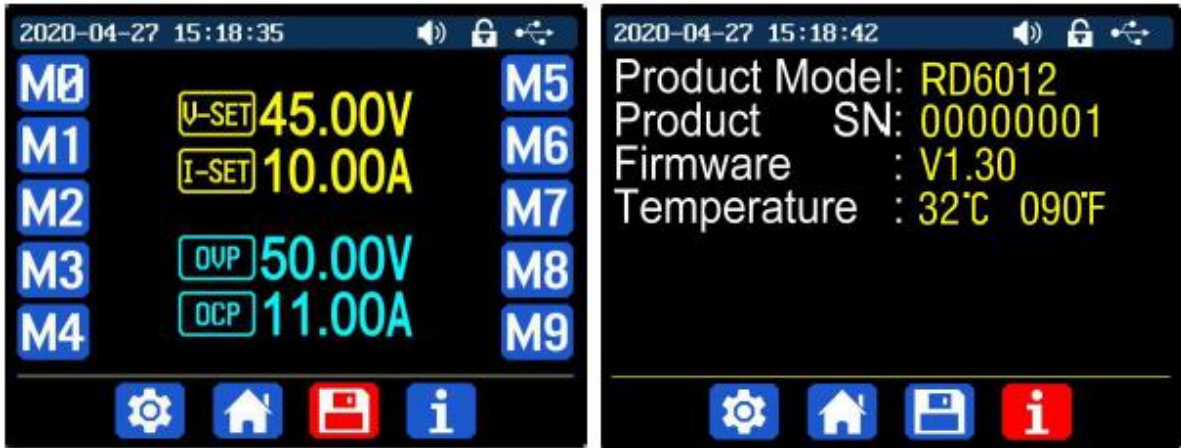 2020-04-27 15:18:35
M0
M1
M2
M3
M4
V-SET 45.00V
I-SET 10.00A
OVP 50.00V
OCP 11.00A
M5
M6
M7
M8
M9
i
2020-04-27 15:18:42
Product Model: RD6012
Product SN: 00000001
Firmware : V1.30
Temperature : 32℃ 090℉
i